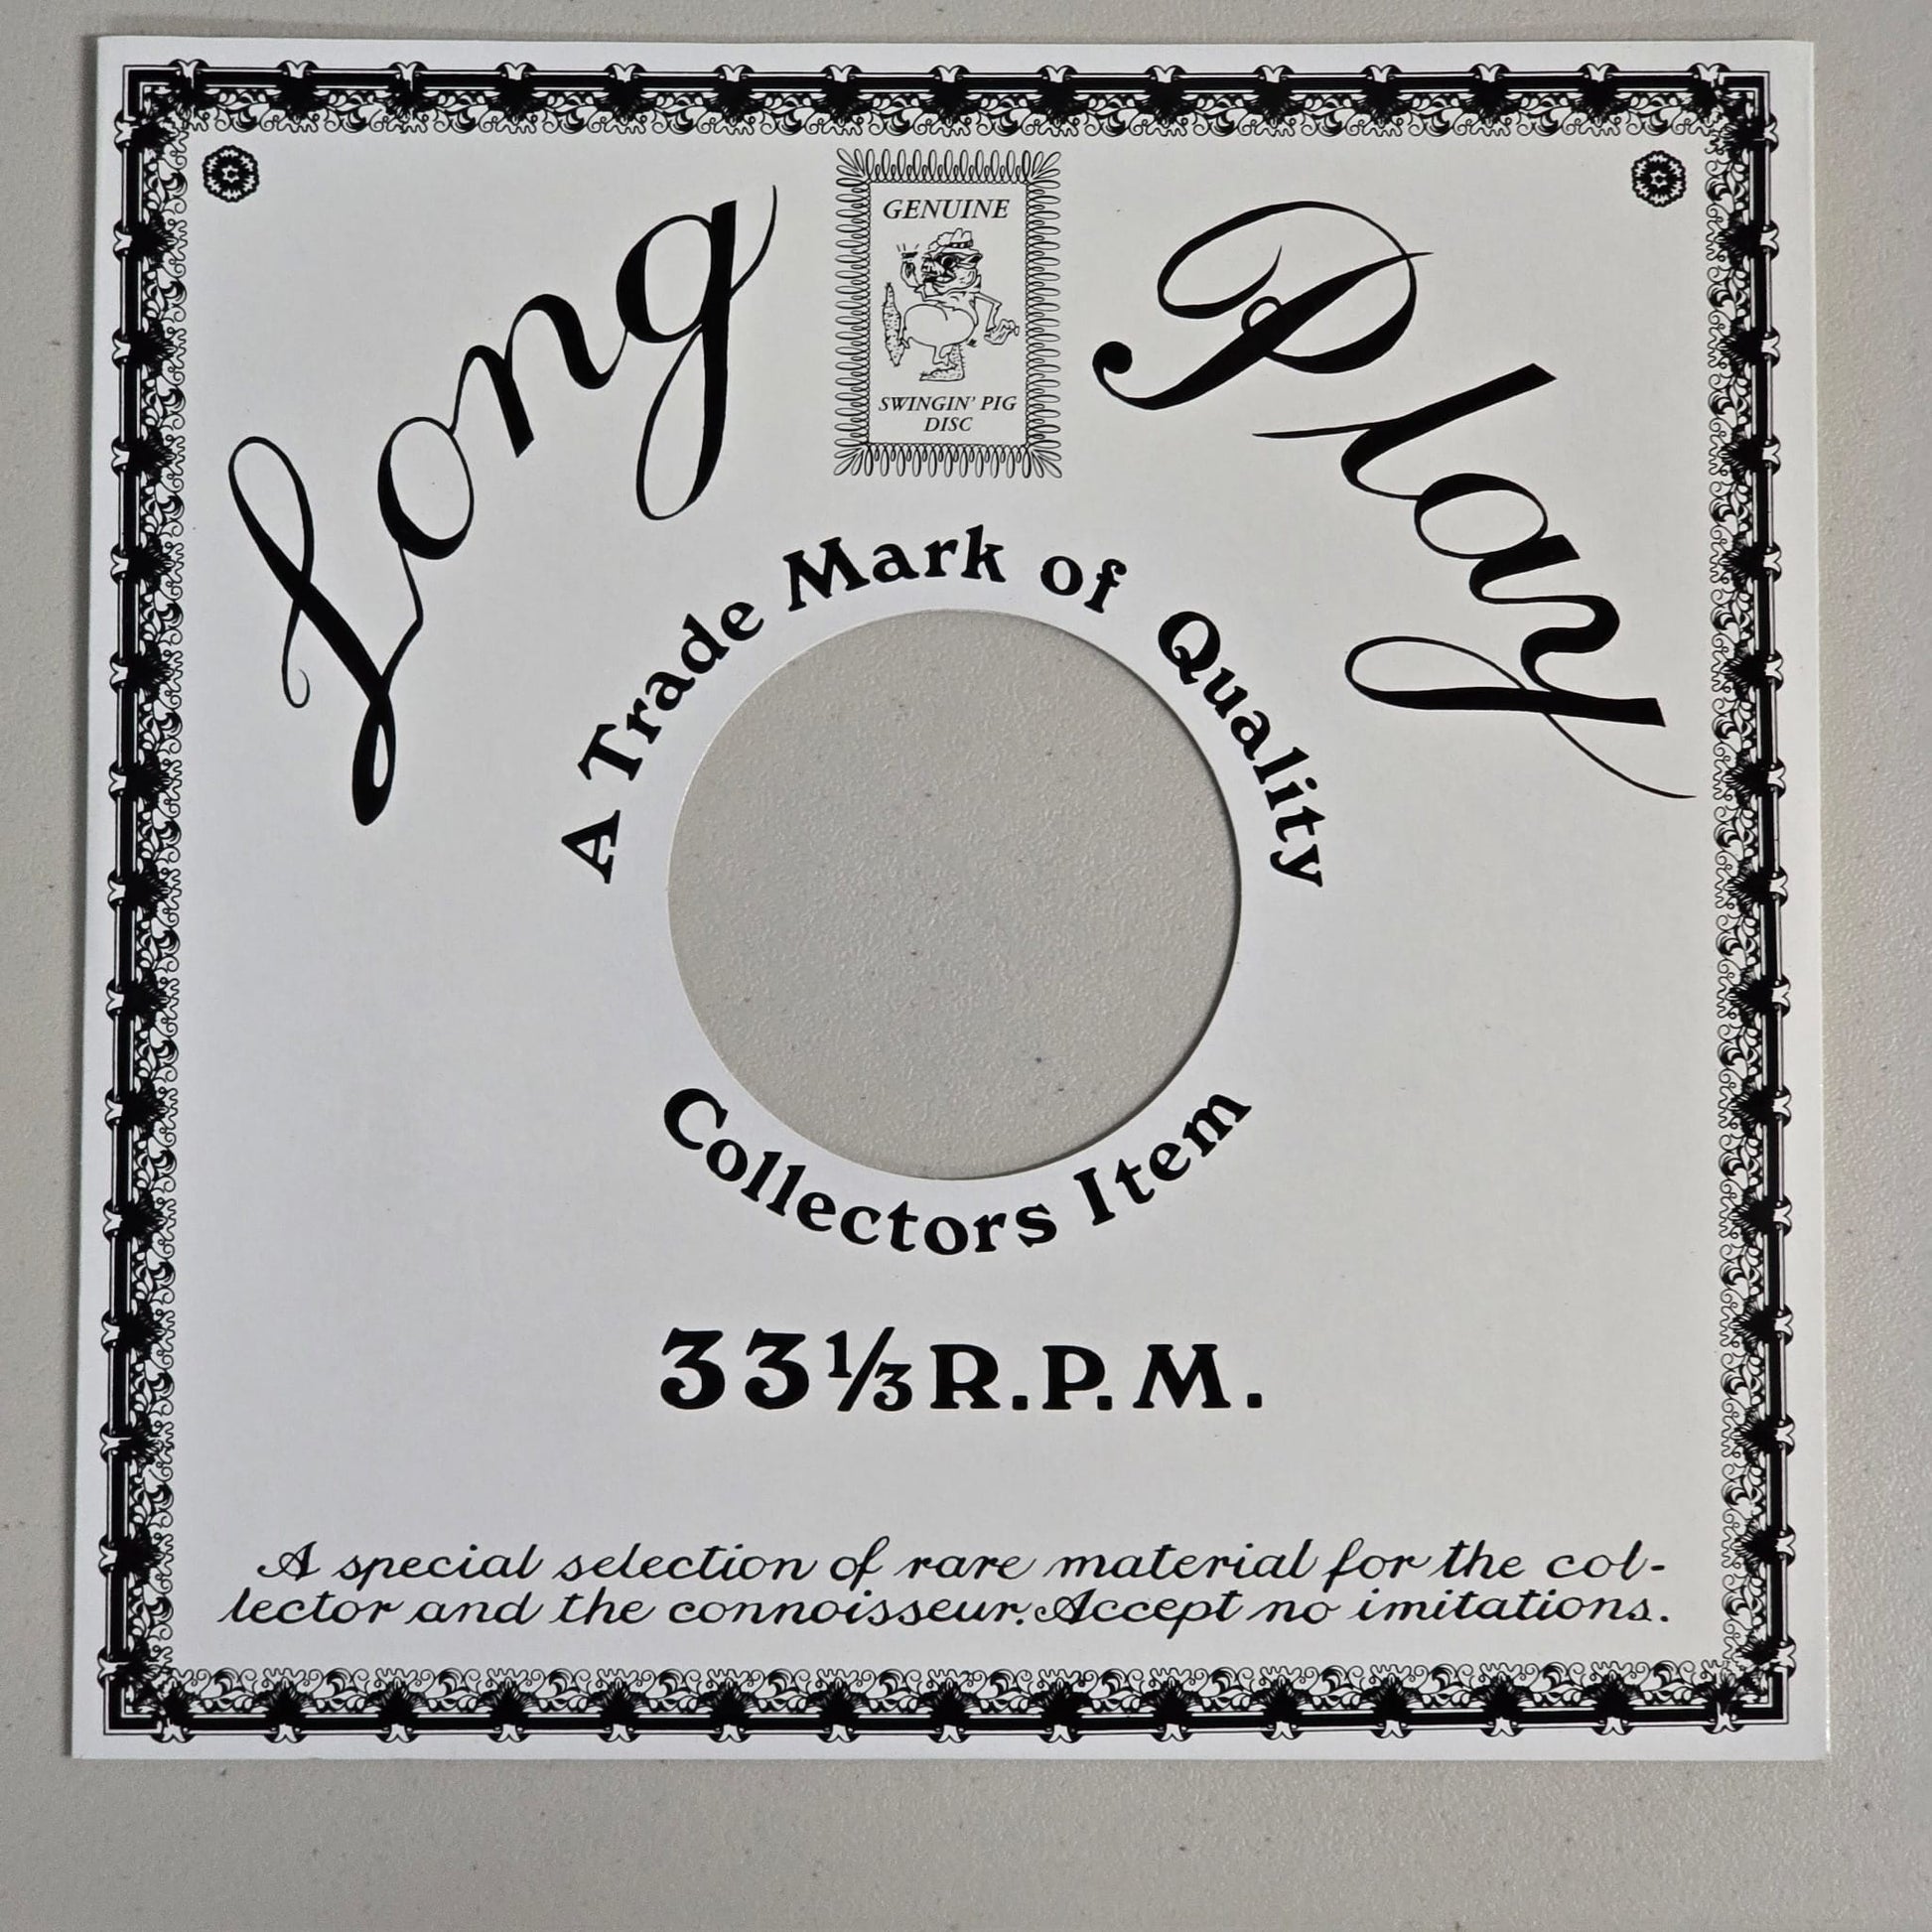 Long Play
GENUINE
SWINGIN' PIG
DISC
A Trade Mark of Quality
Collectors Item
33⅓ R.P.M.
A special selection of rare material for the col-
lector and the connoisseur. Accept no imitations.